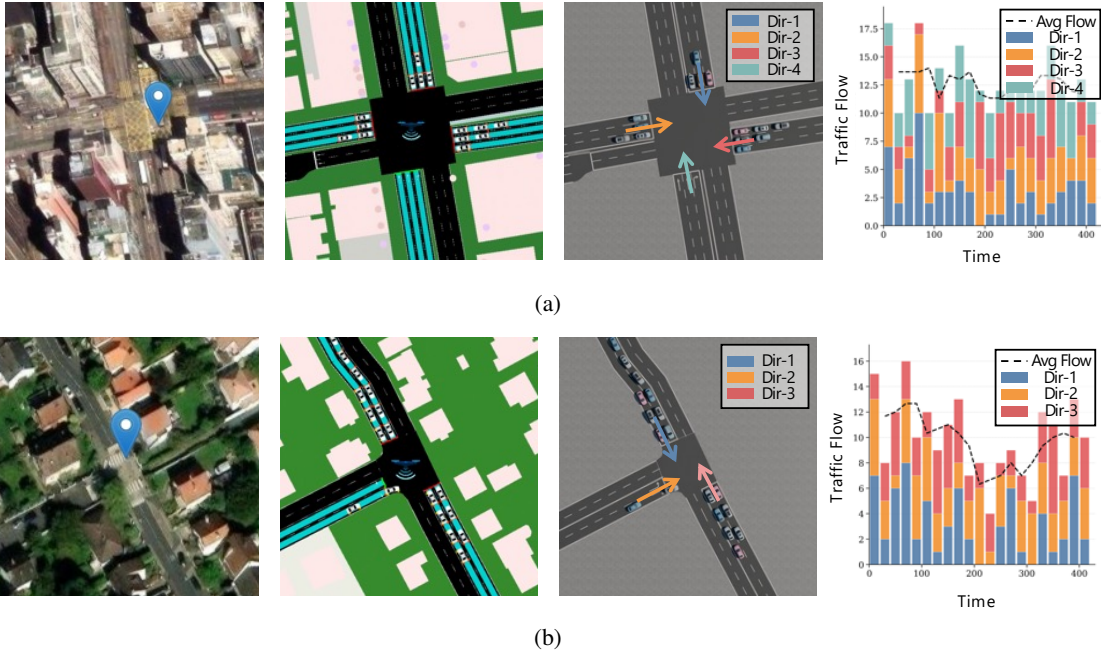 Dir-1
Dir-2
Dir-3
Dir-4
Traffic Flow
17.5
15.0
12.5
10.0
7.5
5.0
2.5
0.0
Avg Flow
Dir-1
Dir-2
Dir-3
Dir-4
0 100 200 300 400
Time
(a)
Dir-1
Dir-2
Dir-3
Traffic Flow
16
14
12
10
8
6
4
2
0
Avg Flow
Dir-1
Dir-2
Dir-3
0 100 200 300 400
Time
(b)